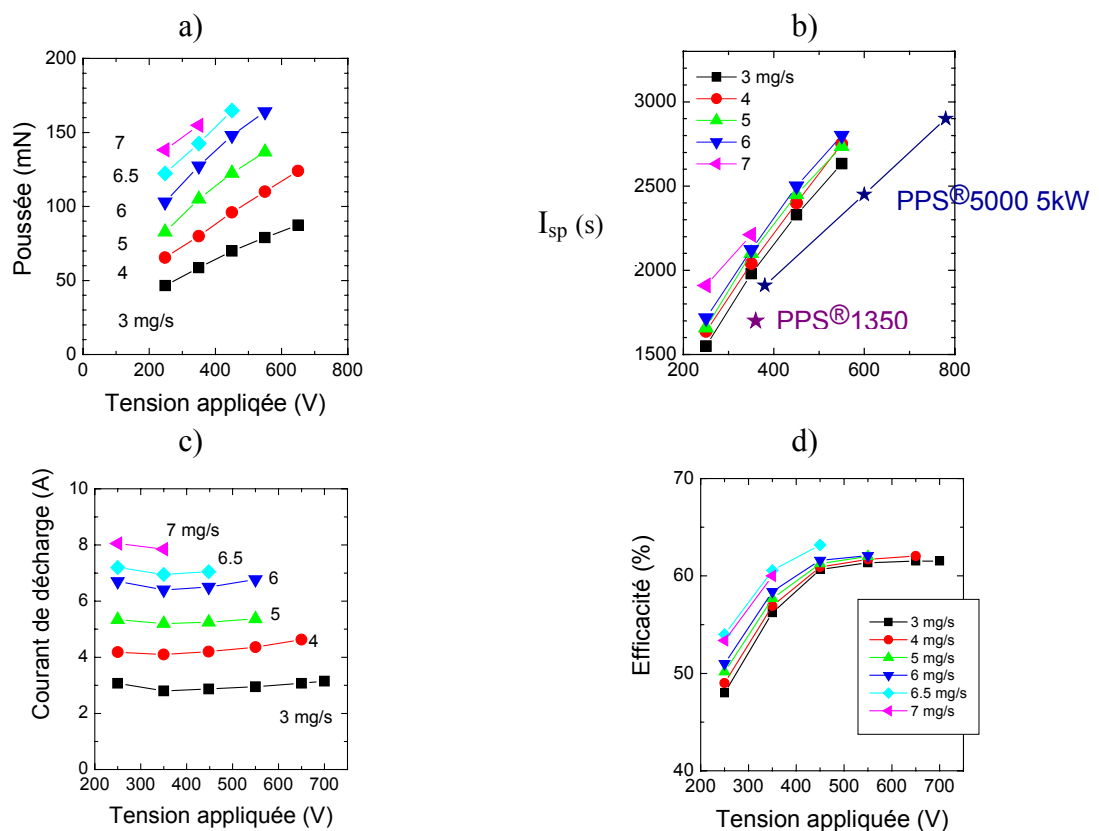 a)
200
150
100
50
0
Poussée (mN)
7
6.5
6
5
4
3 mg/s
0 200 400 600 800
Tension appliqée (V)
b)
3000
2500
2000
1500
I_sp (s)
3 mg/s
4
5
6
7
PPS®5000 5kW
PPS®1350
200 400 600 800
c)
10
8
6
4
2
0
Courant de décharge (A)
7 mg/s
6.5
6
5
4
3 mg/s
200 300 400 500 600 700
Tension appliquée (V)
d)
70
60
50
40
Efficacité (%)
3 mg/s
4 mg/s
5 mg/s
6 mg/s
6.5 mg/s
7 mg/s
200 300 400 500 600 700
Tension appliquée (V)